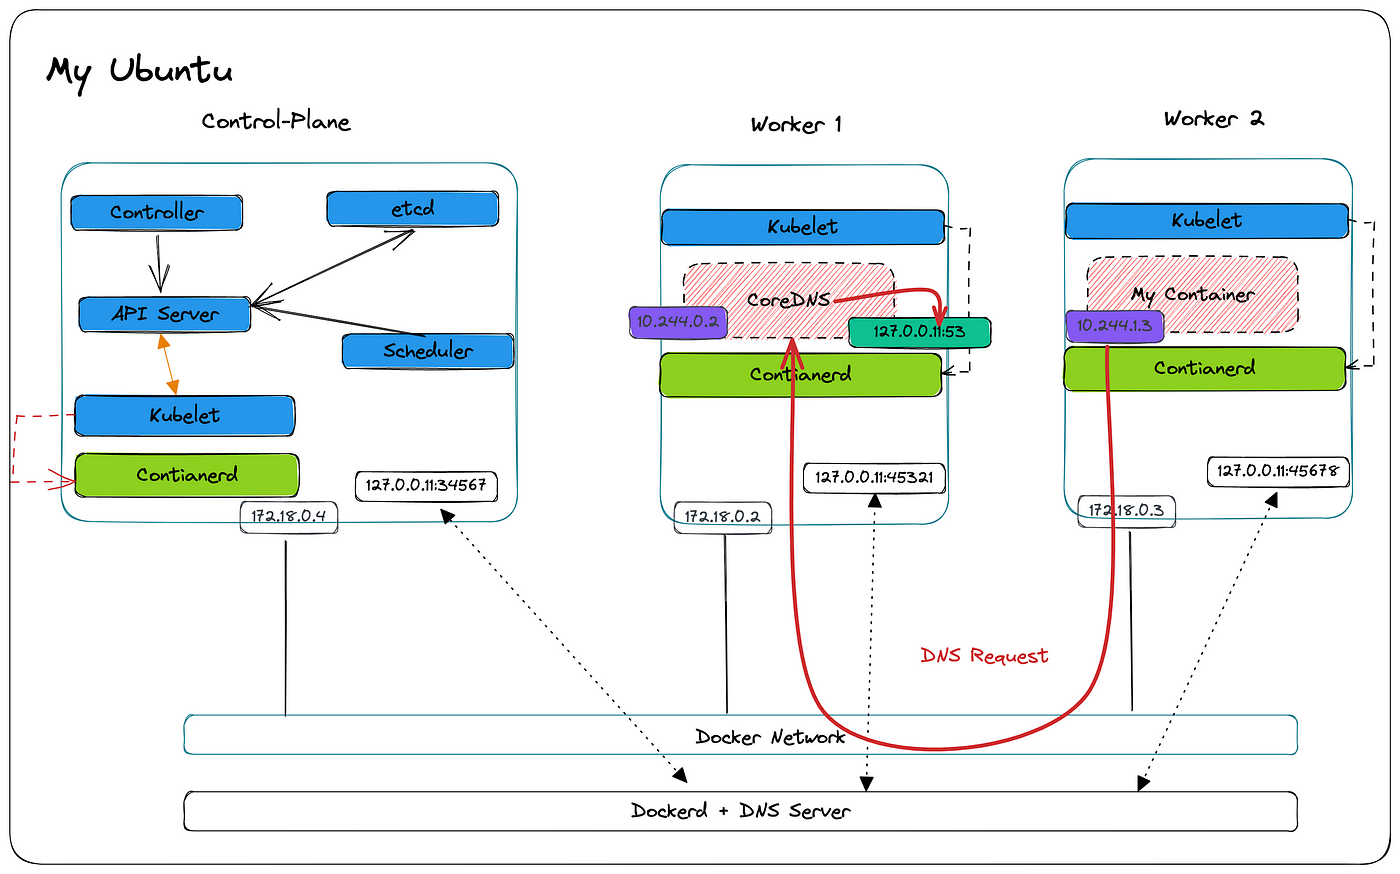 My Ubuntu
Control-Plane
Worker 1
Worker 2
Controller
etcd
API Server
Scheduler
Kubelet
Contianerd
127.0.0.11:34567
172.18.0.4
Kubelet
CoreDNS
10.244.0.2
127.0.0.11:53
Contianerd
127.0.0.11:45321
172.18.0.2
Kubelet
My Container
10.244.1.3
Contianerd
127.0.0.11:45678
172.18.0.3
DNS Request
Docker Network
Dockerd + DNS Server